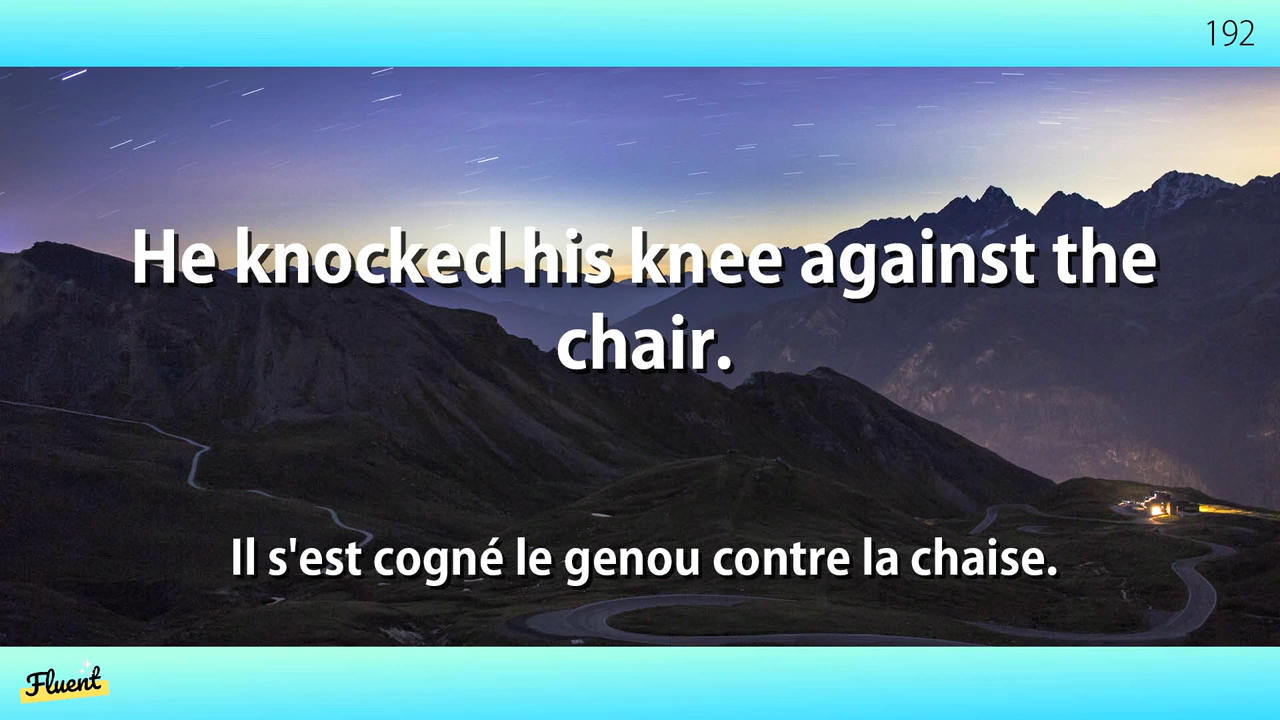 192
He knocked his knee against the
chair.
Il s'est cogné le genou contre la chaise.
Fluent